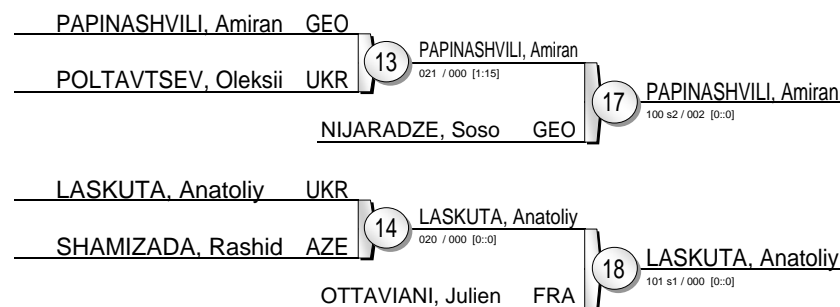 PAPINASHVILI, Amiran GEO
13
PAPINASHVILI, Amiran
021 / 000 [1:15]
POLTAVTSEV, Oleksii UKR
17
PAPINASHVILI, Amiran
100 s2 / 002 [0::0]
NIJARADZE, Soso GEO
LASKUTA, Anatoliy UKR
14
LASKUTA, Anatoliy
020 / 000 [0::0]
SHAMIZADA, Rashid AZE
18
LASKUTA, Anatoliy
101 s1 / 000 [0::0]
OTTAVIANI, Julien FRA